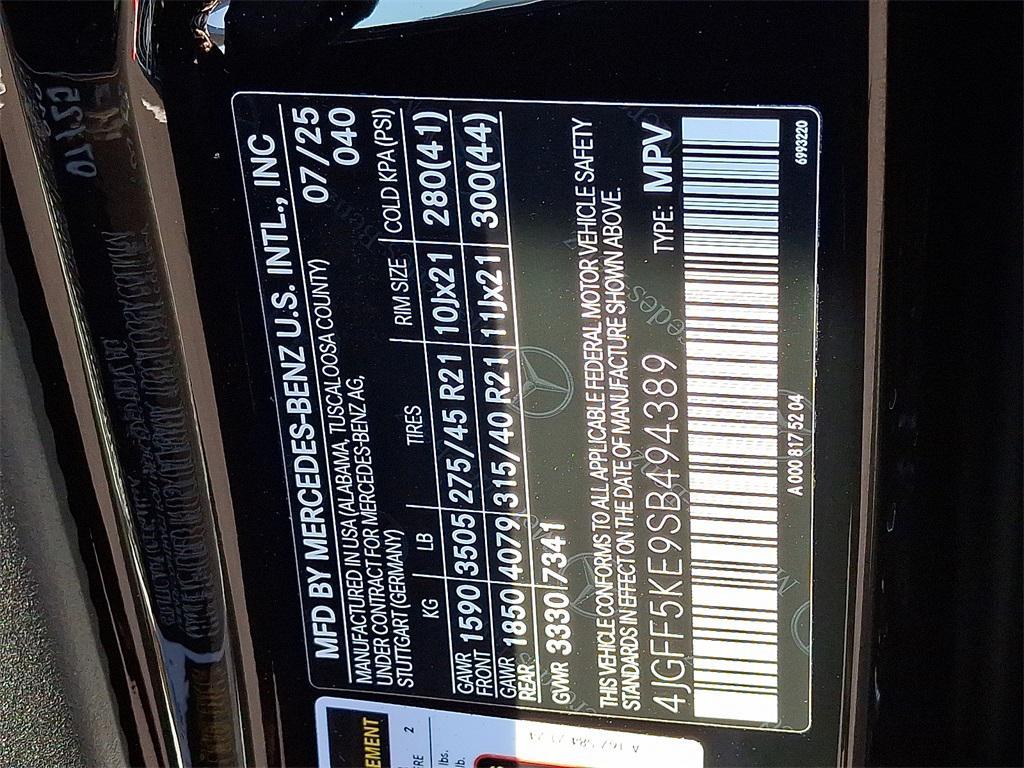 MFD BY MERCEDES-BENZ U.S. INTL., INC
MANUFACTURED IN USA (ALABAMA, TUSCALOOSA COUNTY) 07/25
UNDER CONTRACT FOR MERCEDES-BENZ AG, 040
STUTTGART (GERMANY)
KG LB TIRES RIM SIZE COLD KPA (PSI)
GAWR FRONT 1590 3505 275/45 R21 10Jx21 280(41)
GAWR REAR 1850 4079 315/40 R21 11Jx21 300(44)
GVWR 3330 7341
THIS VEHICLE CONFORMS TO ALL APPLICABLE FEDERAL MOTOR VEHICLE SAFETY
STANDARDS IN EFFECT ON THE DATE OF MANUFACTURE SHOWN ABOVE.
4JGFF5KE9SB494389 TYPE: MPV
A 000 817 52 04 6993220
EMENT
2
lbs.
lb.